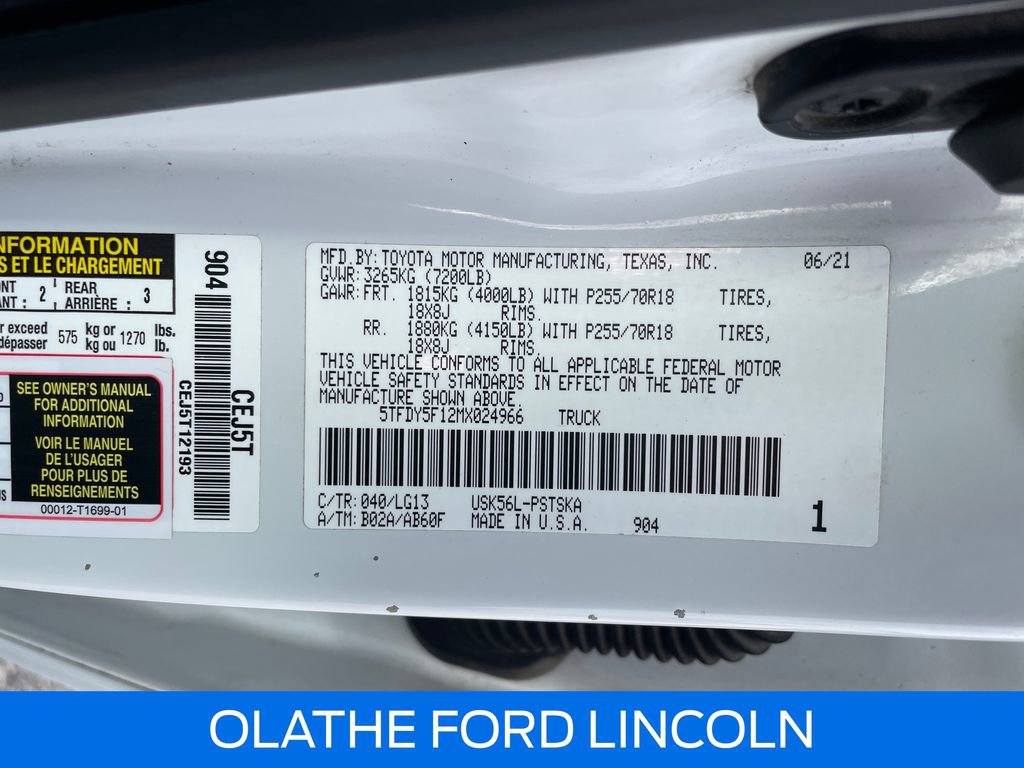 NFORMATION
S ET LE CHARGEMENT
NT : 2 REAR ARRIÈRE : 3
ANT
er exceed 575 kg or 1270 lbs.
dépasser kg ou lb.
SEE OWNER'S MANUAL
FOR ADDITIONAL
INFORMATION
VOIR LE MANUEL
DE L'USAGER
POUR PLUS DE
RENSEIGNEMENTS
00012-T1699-01
904
CEJ5T
CEJ5T12193
MFD.BY:TOYOTA MOTOR MANUFACTURING, TEXAS, INC. 06/21
GVWR:3265KG (7200LB)
GAWR:FRT. 1815KG (4000LB) WITH P255/70R18 TIRES,
18X8J RIMS.
RR. 1880KG (4150LB) WITH P255/70R18 TIRES,
18X8J RIMS.
THIS VEHICLE CONFORMS TO ALL APPLICABLE FEDERAL MOTOR
VEHICLE SAFETY STANDARDS IN EFFECT ON THE DATE OF
MANUFACTURE SHOWN ABOVE.
5TFDY5F12MX024966 TRUCK
C/TR:040/LG13 USK56L-PSTSKA
A/TM:B02A/AB60F MADE IN U.S.A. 904 1
OLATHE FORD LINCOLN